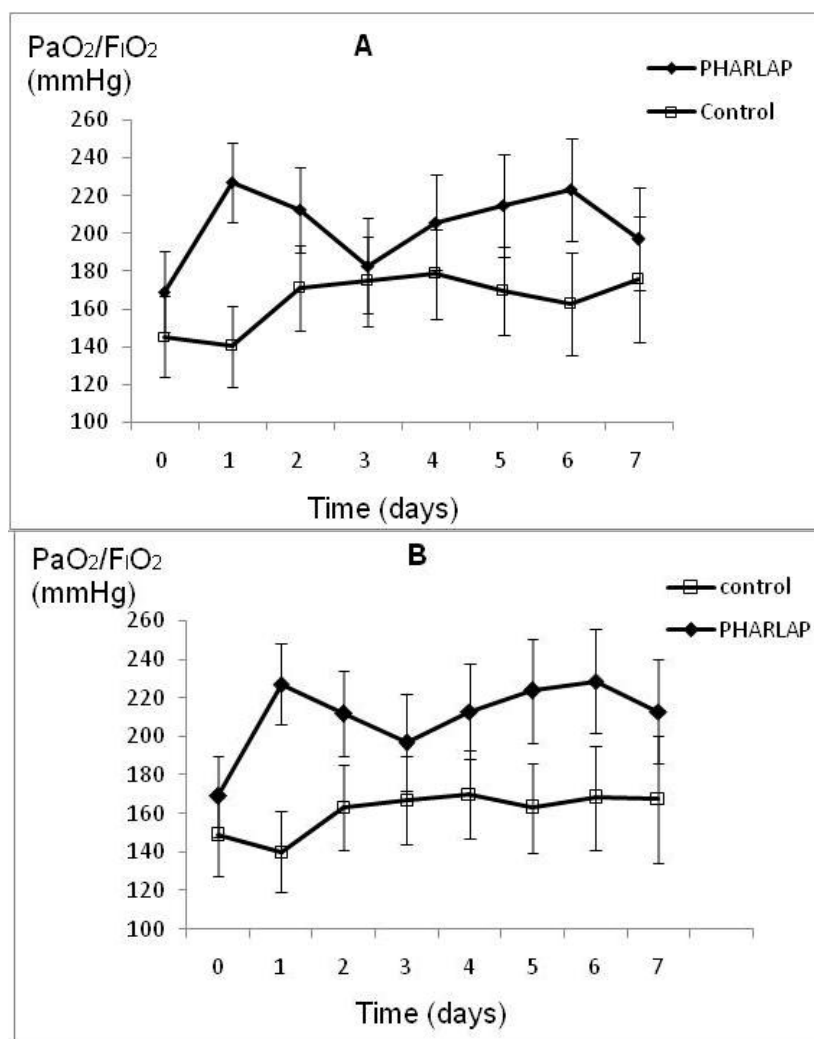 A
PaO₂/FIO₂
(mmHg)
PHARLAP
Control
260
240
220
200
180
160
140
120
100
0 1 2 3 4 5 6 7
Time (days)
B
PaO₂/FIO₂
(mmHg)
control
PHARLAP
260
240
220
200
180
160
140
120
100
0 1 2 3 4 5 6 7
Time (days)